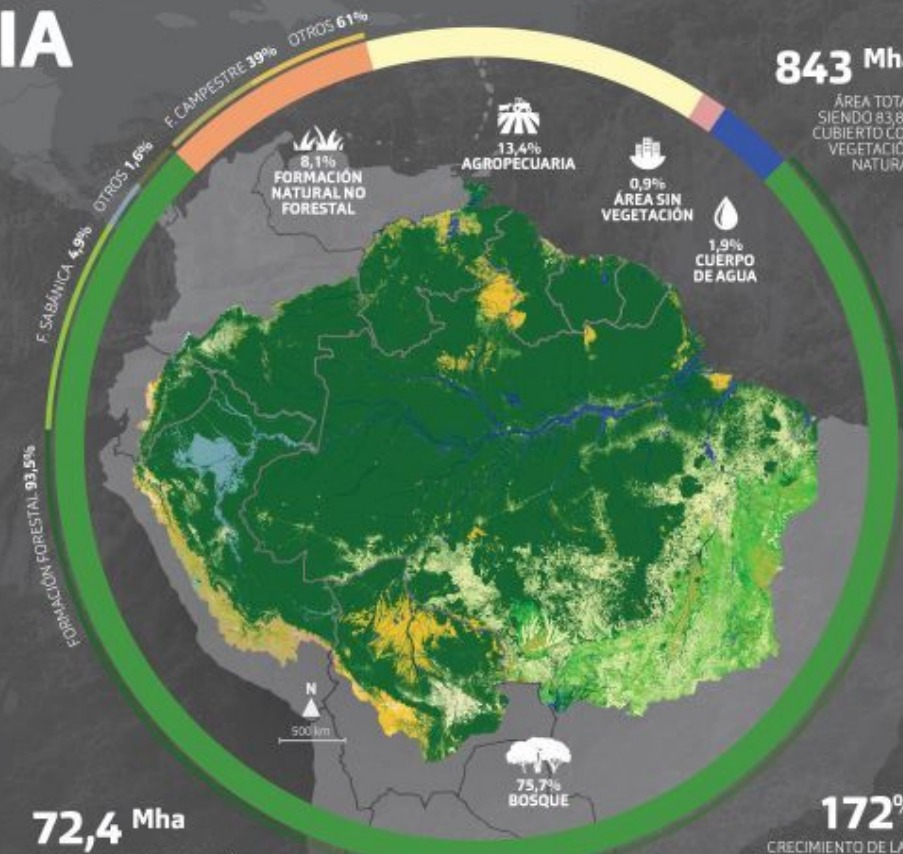 IA
OTROS 61%
F. CAMPESTRE 39%
OTROS 1,6%
F. SABÁNICA 4,9%
FORMACIÓN FORESTAL 93,5%
8,1%
FORMACIÓN
NATURAL NO
FORESTAL
13,4%
AGROPECUARIA
0,9%
ÁREA SIN
VEGETACIÓN
1,9%
CUERPO
DE AGUA
843 Mh
ÁREA TOTA
SIENDO 83,8
CUBIERTO CO
VEGETACIÓ
NATURA
N
500 km
75,7%
BOSQUE
72,4 Mha
172%
CRECIMIENTO DE LA